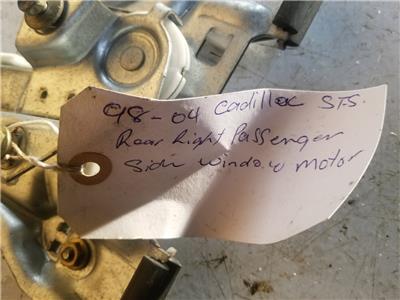 98-04 Cadillac STS.
Rear Right Passenger
Side Window Motor